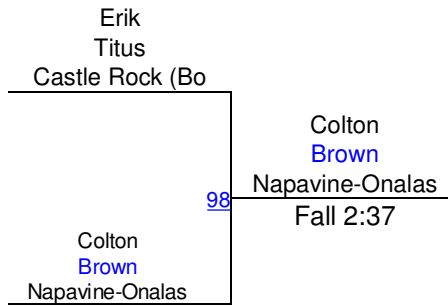 Erik
Titus
Castle Rock (Bo
Colton
Brown
Napavine-Onalas
98
Fall 2:37
Colton
Brown
Napavine-Onalas